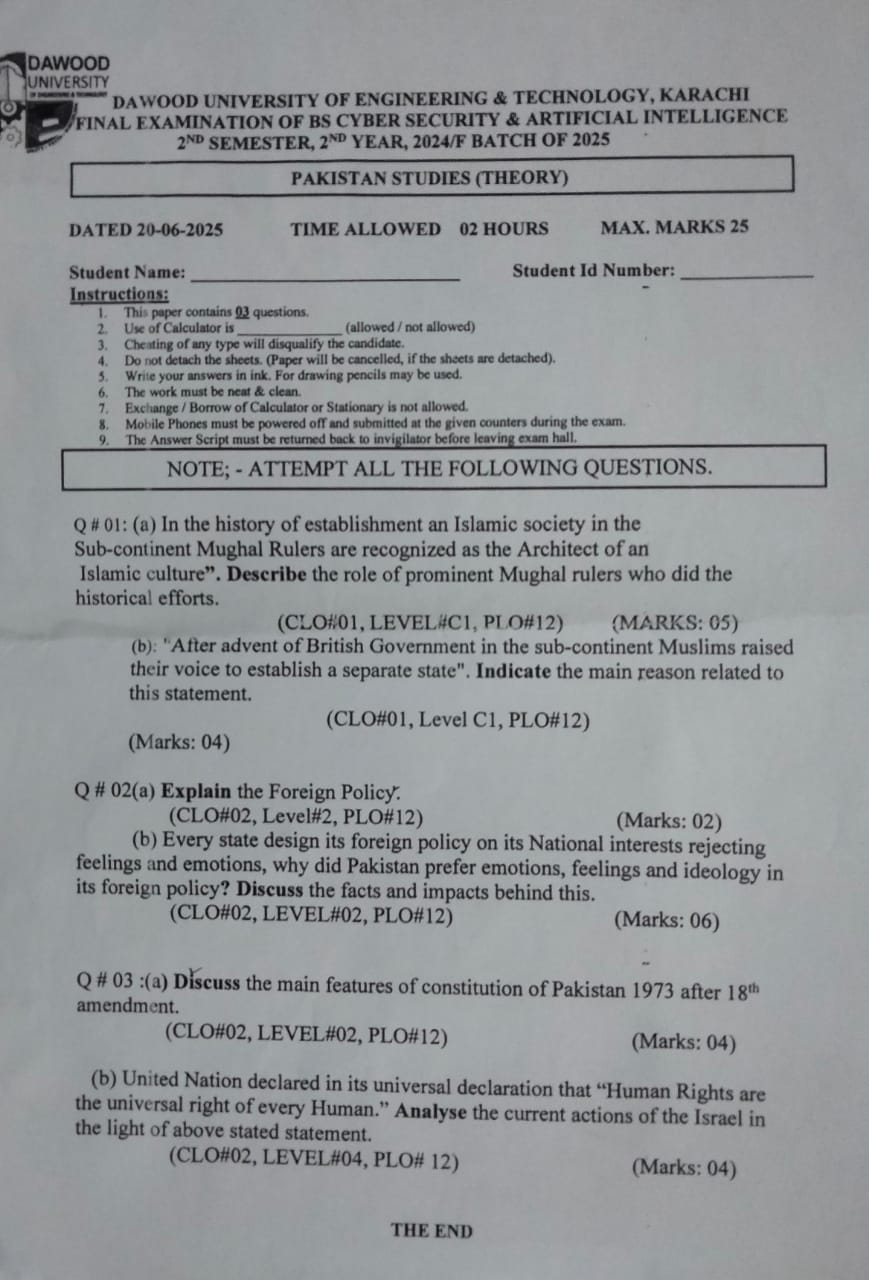 DAWOOD
UNIVERSITY
OF ENGINEERING & TECHNOLOGY
DAWOOD UNIVERSITY OF ENGINEERING & TECHNOLOGY, KARACHI
FINAL EXAMINATION OF BS CYBER SECURITY & ARTIFICIAL INTELLIGENCE
2ND SEMESTER, 2ND YEAR, 2024/F BATCH OF 2025
PAKISTAN STUDIES (THEORY)
DATED 20-06-2025 TIME ALLOWED 02 HOURS MAX. MARKS 25
Student Name: ____________________ Student Id Number: ____________
Instructions:
1. This paper contains 03 questions.
2. Use of Calculator is ____________ (allowed / not allowed)
3. Cheating of any type will disqualify the candidate.
4. Do not detach the sheets. (Paper will be cancelled, if the sheets are detached).
5. Write your answers in ink. For drawing pencils may be used.
6. The work must be neat & clean.
7. Exchange / Borrow of Calculator or Stationary is not allowed.
8. Mobile Phones must be powered off and submitted at the given counters during the exam.
9. The Answer Script must be returned back to invigilator before leaving exam hall.
NOTE; - ATTEMPT ALL THE FOLLOWING QUESTIONS.
Q # 01: (a) In the history of establishment an Islamic society in the
Sub-continent Mughal Rulers are recognized as the Architect of an
Islamic culture”. Describe the role of prominent Mughal rulers who did the
historical efforts.
(CLO#01, LEVEL#C1, PLO#12) (MARKS: 05)
(b): "After advent of British Government in the sub-continent Muslims raised
their voice to establish a separate state". Indicate the main reason related to
this statement.
(CLO#01, Level C1, PLO#12)
(Marks: 04)
Q # 02(a) Explain the Foreign Policy.
(CLO#02, Level#2, PLO#12) (Marks: 02)
(b) Every state design its foreign policy on its National interests rejecting
feelings and emotions, why did Pakistan prefer emotions, feelings and ideology in
its foreign policy? Discuss the facts and impacts behind this.
(CLO#02, LEVEL#02, PLO#12) (Marks: 06)
Q # 03 :(a) Discuss the main features of constitution of Pakistan 1973 after 18th
amendment.
(CLO#02, LEVEL#02, PLO#12) (Marks: 04)
(b) United Nation declared in its universal declaration that “Human Rights are
the universal right of every Human.” Analyse the current actions of the Israel in
the light of above stated statement.
(CLO#02, LEVEL#04, PLO# 12) (Marks: 04)
THE END